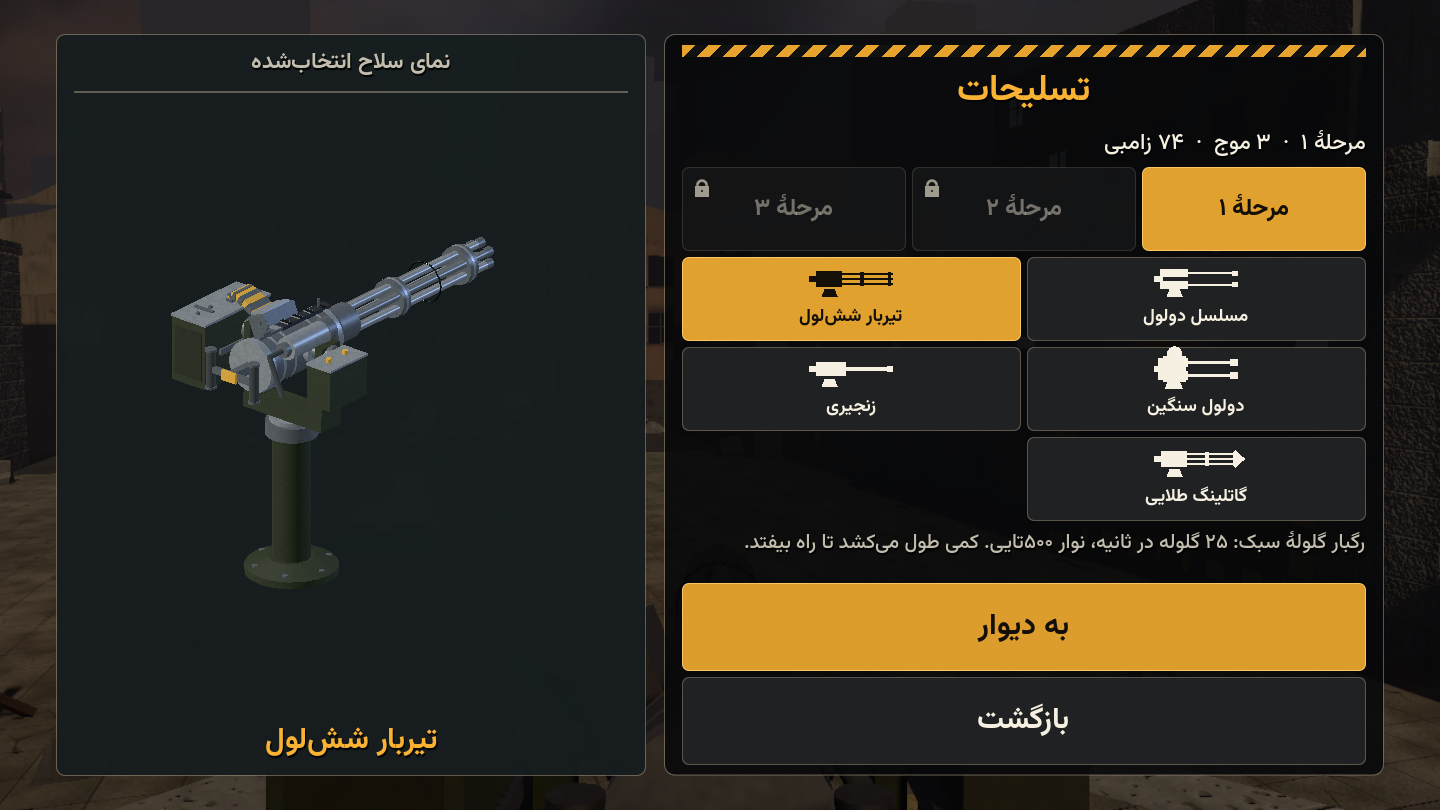 تسلیحات
مرحلهٔ ۱ · ۳ موج · ۷۴ زامبی
مرحلهٔ ۱
مرحلهٔ ۲
مرحلهٔ ۳
مسلسل دولول
تیربار شش‌لول
دولول سنگین
زنجیری
گاتلینگ طلایی
رگبار گلولهٔ سبک: ۲۵ گلوله در ثانیه، نوار ۵۰۰تایی. کمی طول می‌کشد تا راه بیفتد.
به دیوار
بازگشت
نمای سلاح انتخاب‌شده
تیربار شش‌لول